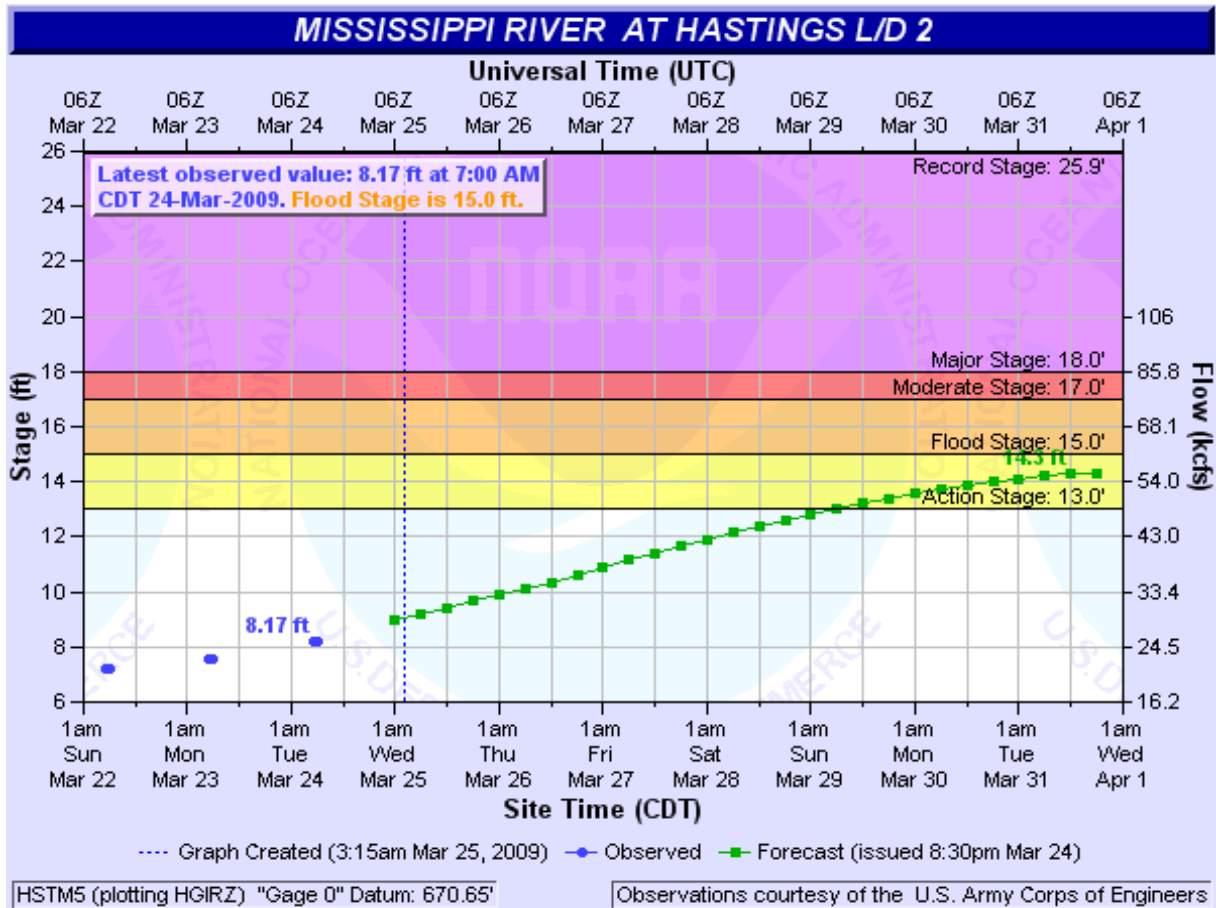 MISSISSIPPI RIVER AT HASTINGS L/D 2
Universal Time (UTC)
06Z 06Z 06Z 06Z 06Z 06Z 06Z 06Z 06Z 06Z 06Z
Mar 22 Mar 23 Mar 24 Mar 25 Mar 26 Mar 27 Mar 28 Mar 29 Mar 30 Mar 31 Apr 1
Latest observed value: 8.17 ft at 7:00 AM
CDT 24-Mar-2009. Flood Stage is 15.0 ft.
Record Stage: 25.9'
NOAA
Major Stage: 18.0'
Moderate Stage: 17.0'
Flood Stage: 15.0'
14.3 ft
Action Stage: 13.0'
8.17 ft
Stage (ft)
26
24
22
20
18
16
14
12
10
8
6
Flow (kcfs)
106
85.8
68.1
54.0
43.0
33.4
24.5
16.2
1am 1am 1am 1am 1am 1am 1am 1am 1am 1am 1am
Sun Mon Tue Wed Thu Fri Sat Sun Mon Tue Wed
Mar 22 Mar 23 Mar 24 Mar 25 Mar 26 Mar 27 Mar 28 Mar 29 Mar 30 Mar 31 Apr 1
Site Time (CDT)
Graph Created (3:15am Mar 25, 2009) Observed Forecast (issued 8:30pm Mar 24)
HSTM5 (plotting HGIRZ) "Gage 0" Datum: 670.65'
Observations courtesy of the U.S. Army Corps of Engineers